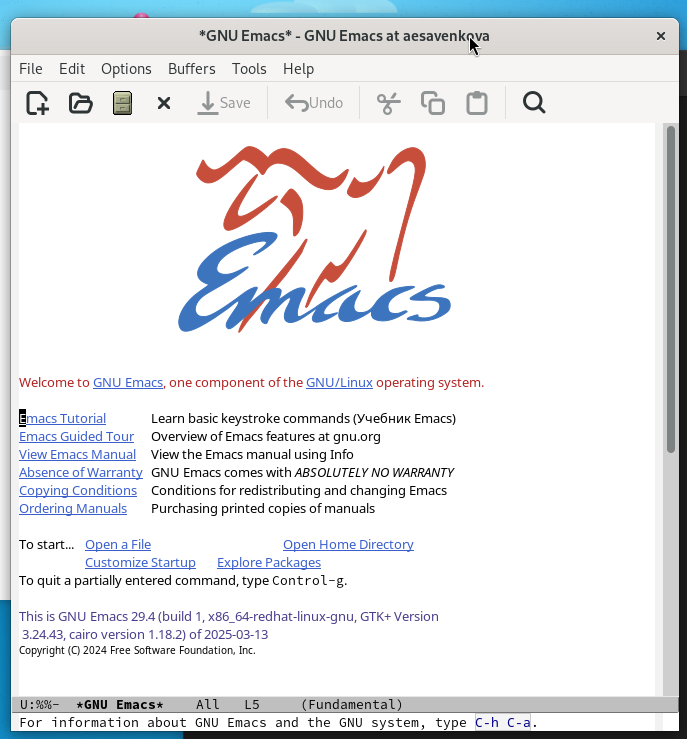 *GNU Emacs* - GNU Emacs at aesavenkova
File Edit Options Buffers Tools Help
Save Undo
Emacs
Welcome to GNU Emacs, one component of the GNU/Linux operating system.
Emacs Tutorial Learn basic keystroke commands (Учебник Emacs)
Emacs Guided Tour Overview of Emacs features at gnu.org
View Emacs Manual View the Emacs manual using Info
Absence of Warranty GNU Emacs comes with ABSOLUTELY NO WARRANTY
Copying Conditions Conditions for redistributing and changing Emacs
Ordering Manuals Purchasing printed copies of manuals
To start... Open a File Open Home Directory
Customize Startup Explore Packages
To quit a partially entered command, type Control-g.
This is GNU Emacs 29.4 (build 1, x86_64-redhat-linux-gnu, GTK+ Version
3.24.43, cairo version 1.18.2) of 2025-03-13
Copyright (C) 2024 Free Software Foundation, Inc.
U:%%- *GNU Emacs* All L5 (Fundamental)
For information about GNU Emacs and the GNU system, type C-h C-a.